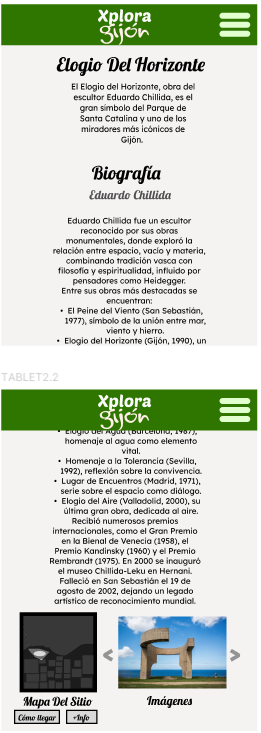 Xplora
gijón
Elogio Del Horizonte
El Elogio del Horizonte, obra del
escultor Eduardo Chillida, es el
gran símbolo del Parque de
Santa Catalina y uno de los
miradores más icónicos de
Gijón.
Biografía
Eduardo Chillida
Eduardo Chillida fue un escultor
reconocido por sus obras
monumentales, donde exploró la
relación entre espacio, vacío y materia,
combinando tradición vasca con
filosofía y espiritualidad, influido por
pensadores como Heidegger.
Entre sus obras más destacadas se
encuentran:
• El Peine del Viento (San Sebastián,
1977), símbolo de la unión entre mar,
viento y hierro.
• Elogio del Horizonte (Gijón, 1990), un
TABLET2.2
Xplora
gijón
• Elogio del Agua (Barcelona, 1987),
homenaje al agua como elemento
vital.
• Homenaje a la Tolerancia (Sevilla,
1992), reflexión sobre la convivencia.
• Lugar de Encuentros (Madrid, 1971),
serie sobre el espacio como diálogo.
• Elogio del Aire (Valladolid, 2000), su
última gran obra, dedicada al aire.
Recibió numerosos premios
internacionales, como el Gran Premio
en la Bienal de Venecia (1958), el
Premio Kandinsky (1960) y el Premio
Rembrandt (1975). En 2000 se inauguró
el museo Chillida-Leku en Hernani.
Falleció en San Sebastián el 19 de
agosto de 2002, dejando un legado
artístico de reconocimiento mundial.
Mapa Del Sitio
Imágenes
Cómo llegar
+Info